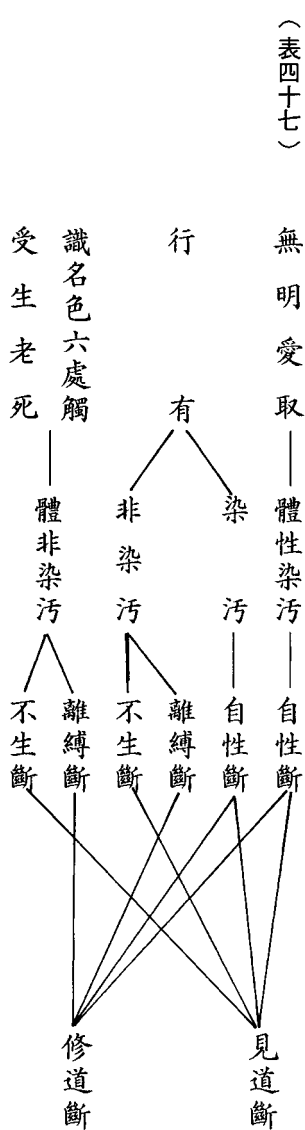 （表四十七）
無明愛取
行有
識名色六處觸
受生老死
體性染污
染污
非染污
體非染污
自性斷
自性斷
離縛斷
不生斷
離縛斷
不生斷
見道斷
修道斷